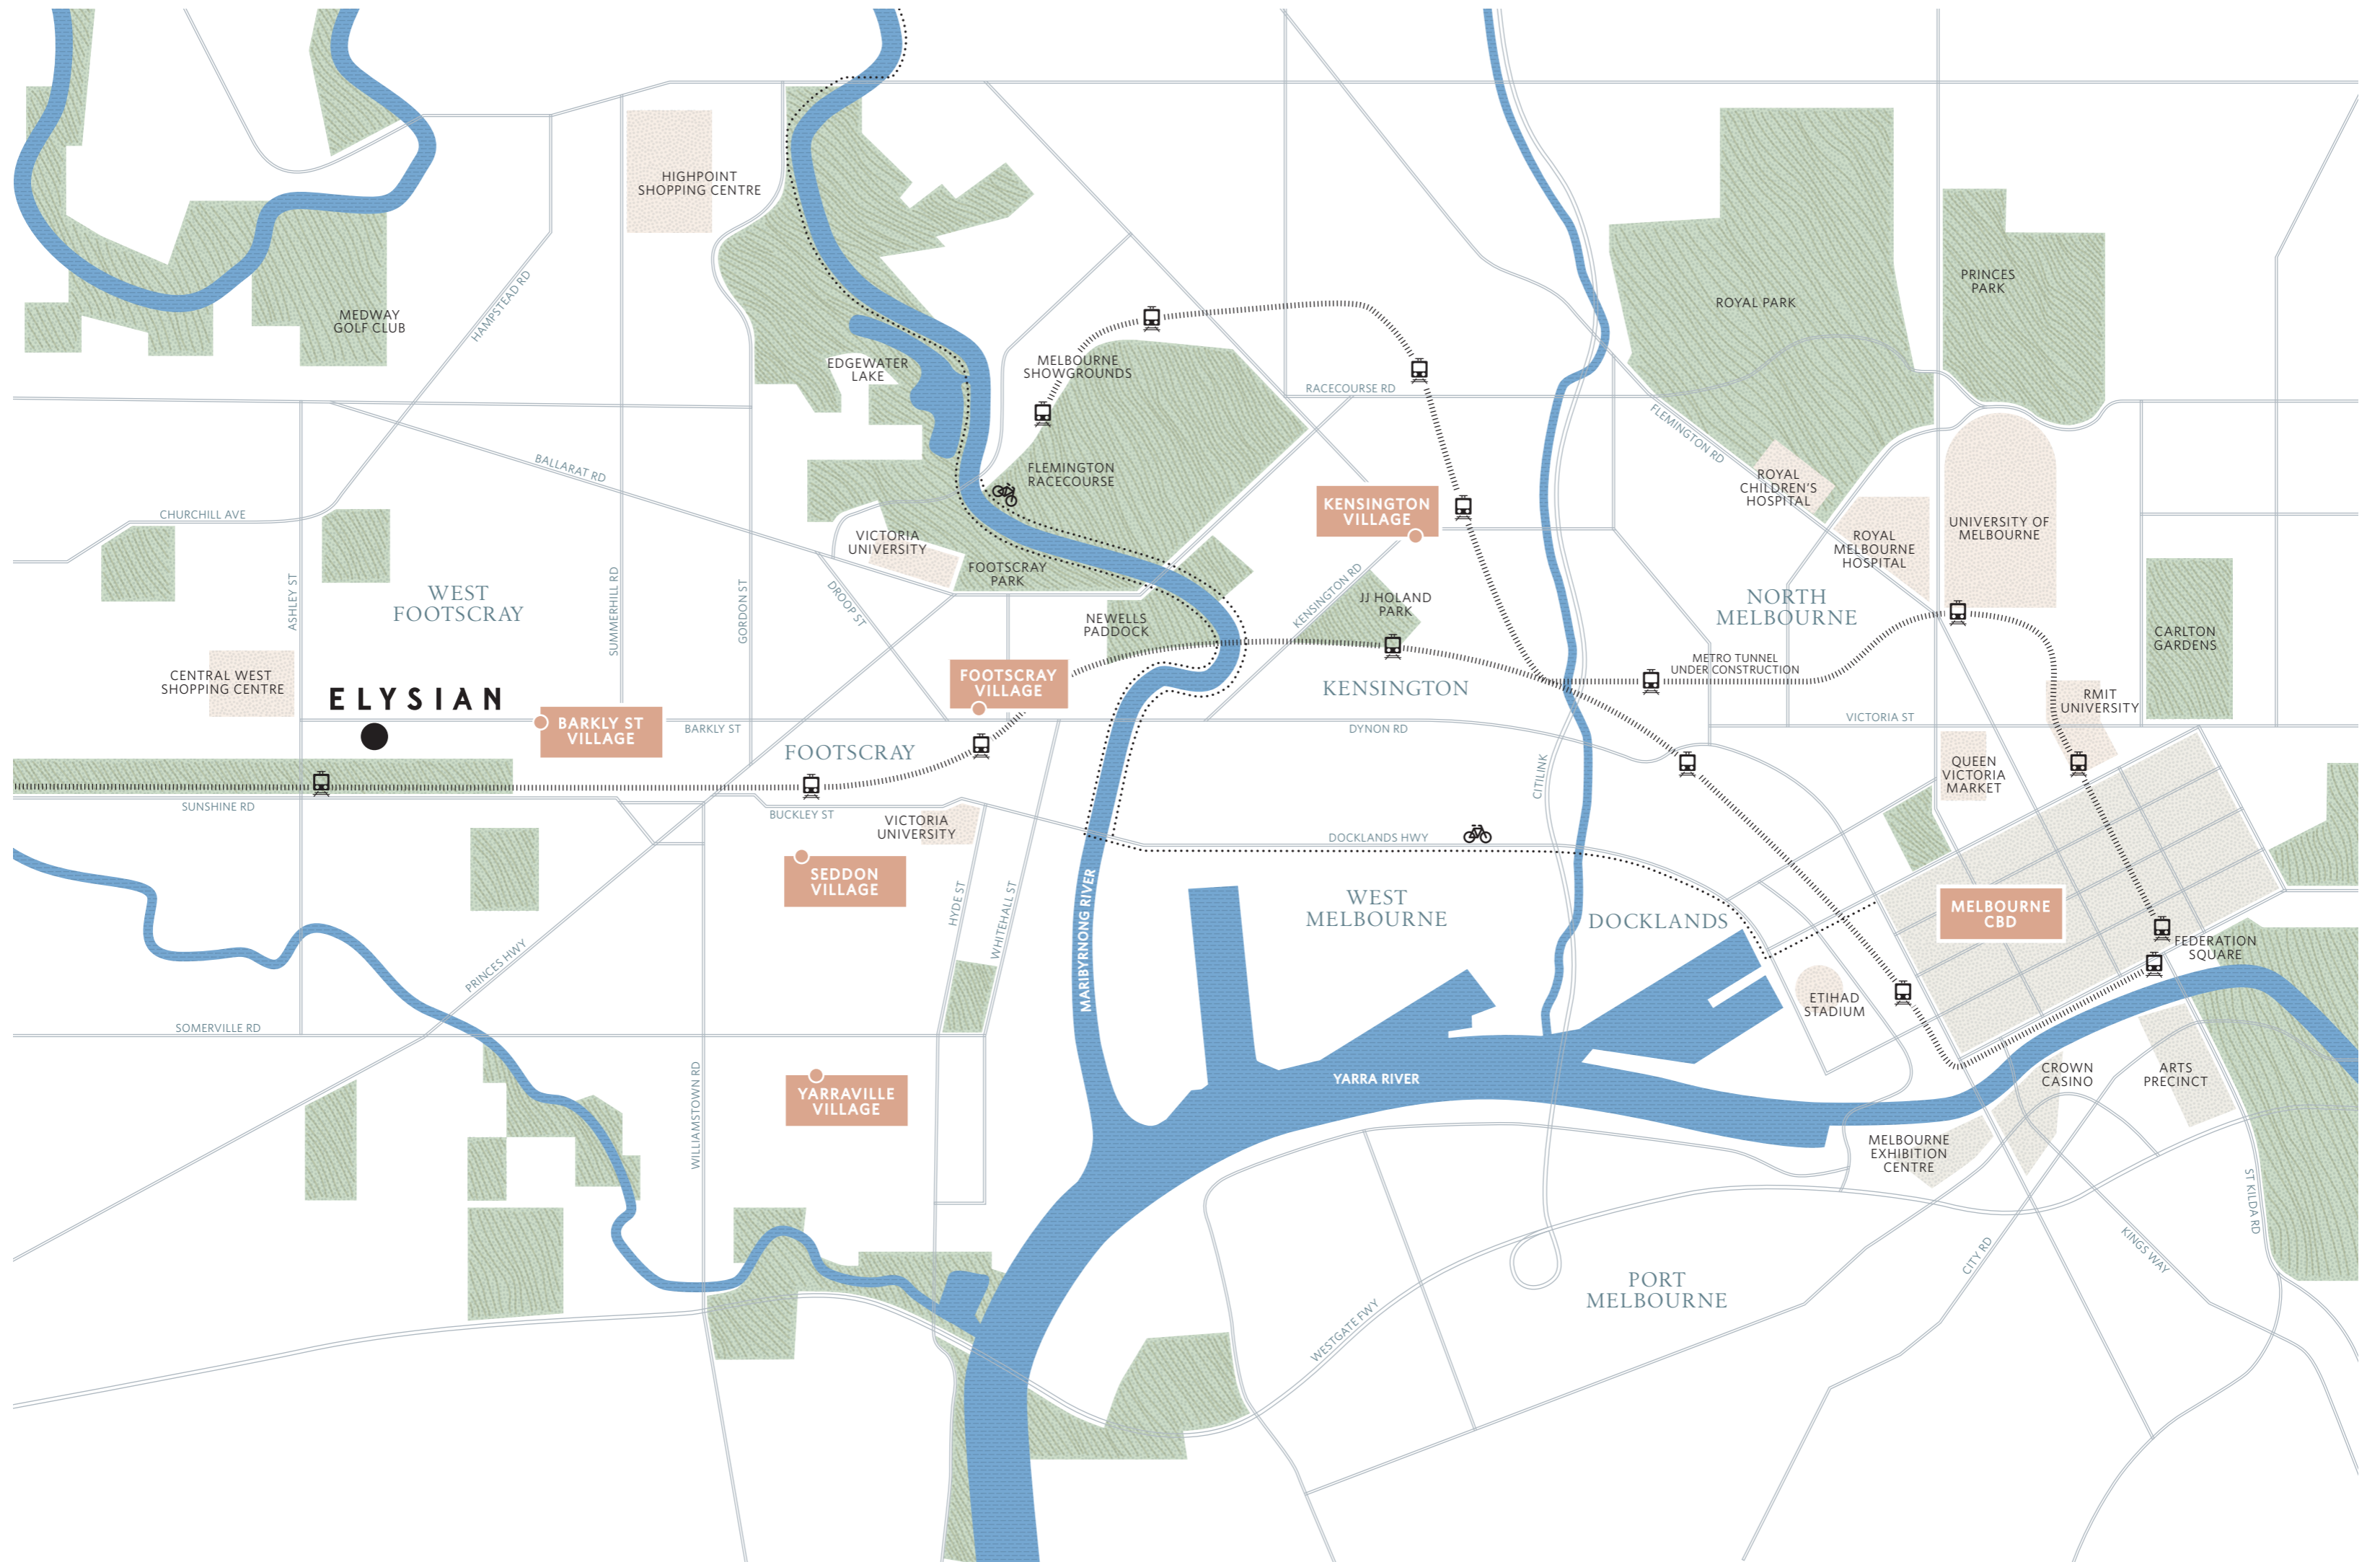 HIGHPOINT
SHOPPING CENTRE
MEDWAY
GOLF CLUB
HAMPSTEAD RD
EDGEWATER
LAKE
MELBOURNE
SHOWGROUNDS
RACECOURSE RD
ROYAL PARK
PRINCES
PARK
FLEMINGTON RD
BALLARAT RD
FLEMINGTON
RACECOURSE
KENSINGTON
VILLAGE
ROYAL
CHILDREN'S
HOSPITAL
CHURCHILL AVE
VICTORIA
UNIVERSITY
ROYAL
MELBOURNE
HOSPITAL
UNIVERSITY OF
MELBOURNE
FOOTSCRAY
PARK
WEST
FOOTSCRAY
ASHLEY ST
SUMMERHILL RD
GORDON ST
DROOP ST
NEWELLS
PADDOCK
KENSINGTON RD
JJ HOLAND
PARK
NORTH
MELBOURNE
CARLTON
GARDENS
CENTRAL WEST
SHOPPING CENTRE
ELYSIAN
FOOTSCRAY
VILLAGE
KENSINGTON
METRO TUNNEL
UNDER CONSTRUCTION
RMIT
UNIVERSITY
BARKLY ST
VILLAGE
BARKLY ST
DYNON RD
VICTORIA ST
FOOTSCRAY
CITILINK
QUEEN
VICTORIA
MARKET
SUNSHINE RD
BUCKLEY ST
VICTORIA
UNIVERSITY
DOCKLANDS HWY
SEDDON
VILLAGE
HYDE ST
WHITEHALL ST
MARIBYRNONG RIVER
WEST
MELBOURNE
DOCKLANDS
MELBOURNE
CBD
PRINCES HWY
FEDERATION
SQUARE
ETIHAD
STADIUM
SOMERVILLE RD
WILLIAMSTOWN RD
YARRAVILLE
VILLAGE
YARRA RIVER
CROWN
CASINO
ARTS
PRECINCT
MELBOURNE
EXHIBITION
CENTRE
ST KILDA RD
KINGS WAY
CITY RD
PORT
MELBOURNE
WESTGATE FWY